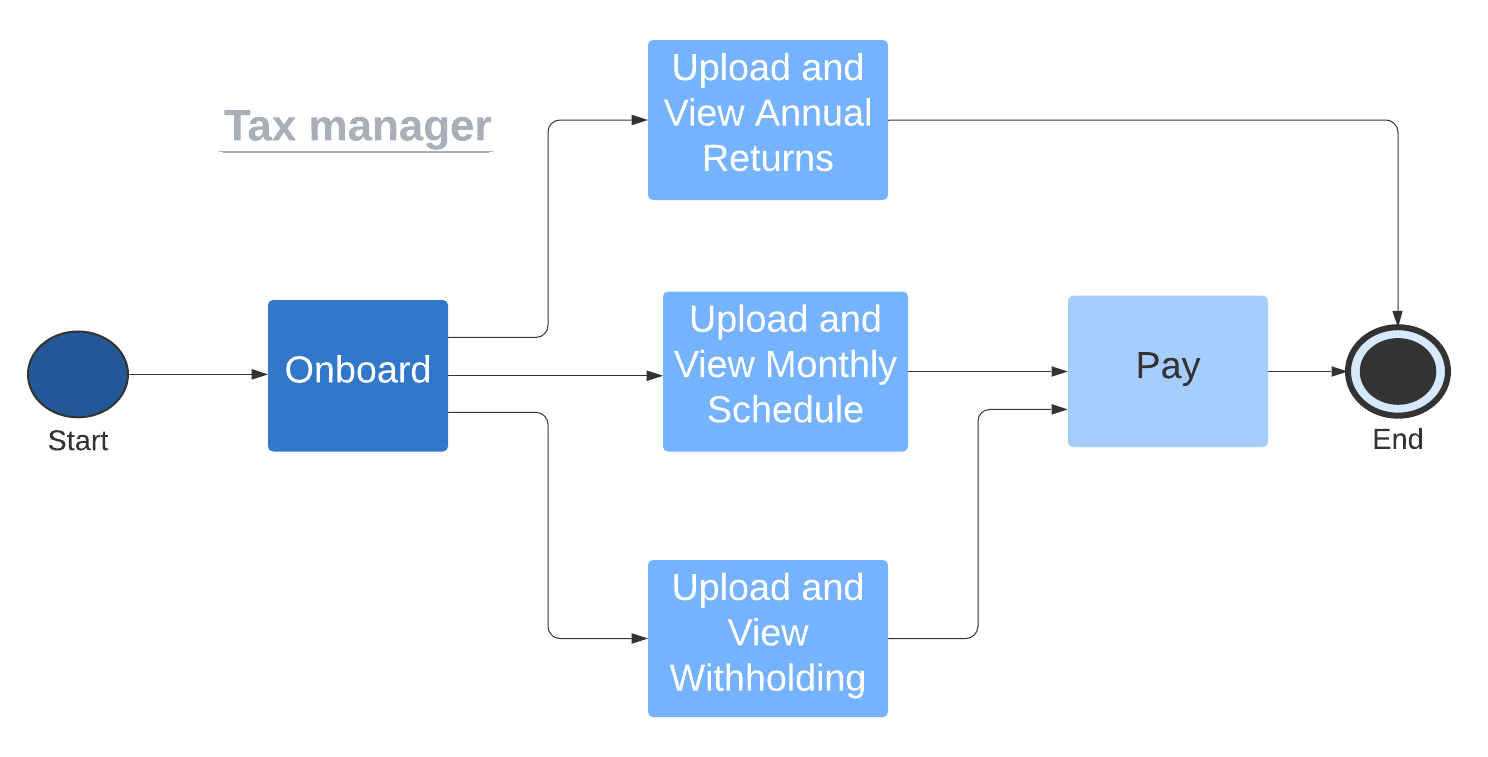 Tax manager
Upload and
View Annual
Returns
Start
Onboard
Upload and
View Monthly
Schedule
Pay
End
Upload and
View
Withholding